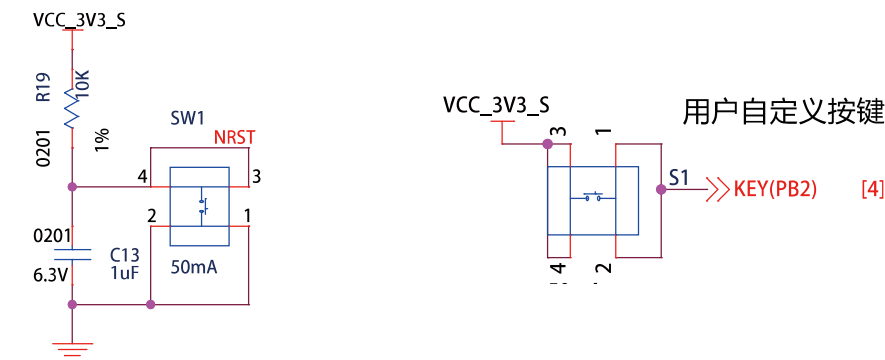 VCC_3V3_S
R19
10K
0201
1%
SW1
NRST
4
3
2
1
0201
C13
1uF
6.3V
50mA
VCC_3V3_S
用户自定义按键
3
1
S1
KEY(PB2)
[4]
4
2